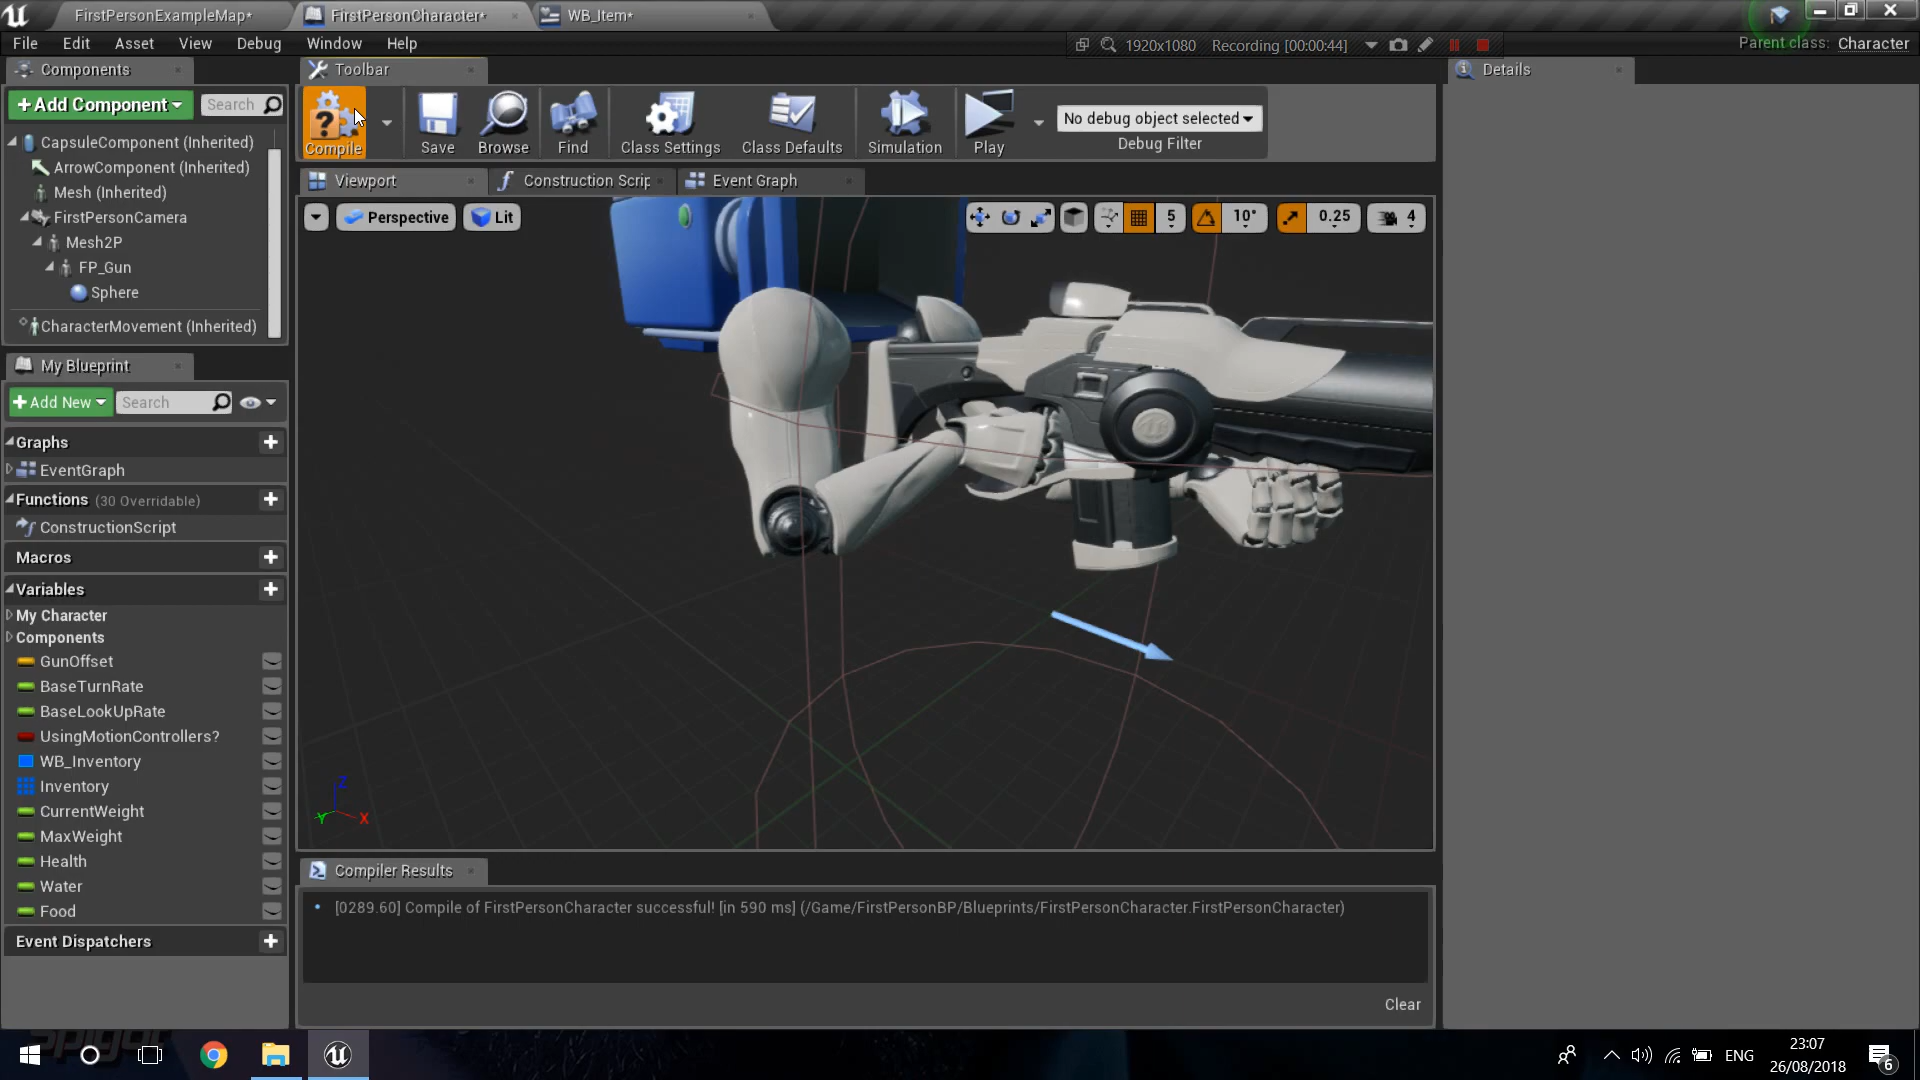 FirstPersonExampleMap*
FirstPersonCharacter*
WB_Item*
File Edit Asset View Debug Window Help
1920x1080 Recording [00:00:44]
Parent class: Character
Components
Toolbar
Details
+Add Component
Search
Compile
Save
Browse
Find
Class Settings
Class Defaults
Simulation
Play
No debug object selected
Debug Filter
CapsuleComponent (Inherited)
ArrowComponent (Inherited)
Mesh (Inherited)
FirstPersonCamera
Mesh2P
FP_Gun
Sphere
CharacterMovement (Inherited)
Viewport
Construction Scrip
Event Graph
Perspective
Lit
5
10°
0.25
4
My Blueprint
+Add New
Search
Graphs
EventGraph
Functions (30 Overridable)
ConstructionScript
Macros
Variables
My Character
Components
GunOffset
BaseTurnRate
BaseLookUpRate
UsingMotionControllers?
WB_Inventory
Inventory
CurrentWeight
MaxWeight
Health
Water
Food
Event Dispatchers
Z
Y
X
Compiler Results
[0289.60] Compile of FirstPersonCharacter successful! [in 590 ms] (/Game/FirstPersonBP/Blueprints/FirstPersonCharacter.FirstPersonCharacter)
Clear
ENG
23:07
26/08/2018
6